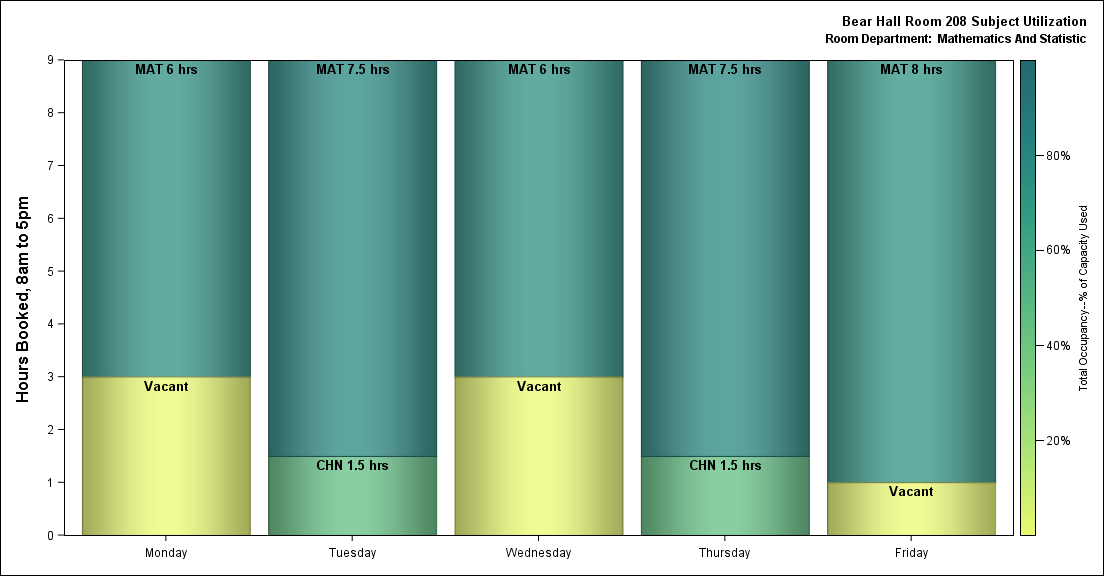 Bear Hall Room 208 Subject Utilization
Room Department: Mathematics And Statistic
Hours Booked, 8am to 5pm
9
8
7
6
5
4
3
2
1
0
MAT 6 hrs
MAT 7.5 hrs
MAT 6 hrs
MAT 7.5 hrs
MAT 8 hrs
Vacant
CHN 1.5 hrs
Vacant
CHN 1.5 hrs
Vacant
Monday
Tuesday
Wednesday
Thursday
Friday
80%
60%
40%
20%
Total Occupancy--% of Capacity Used